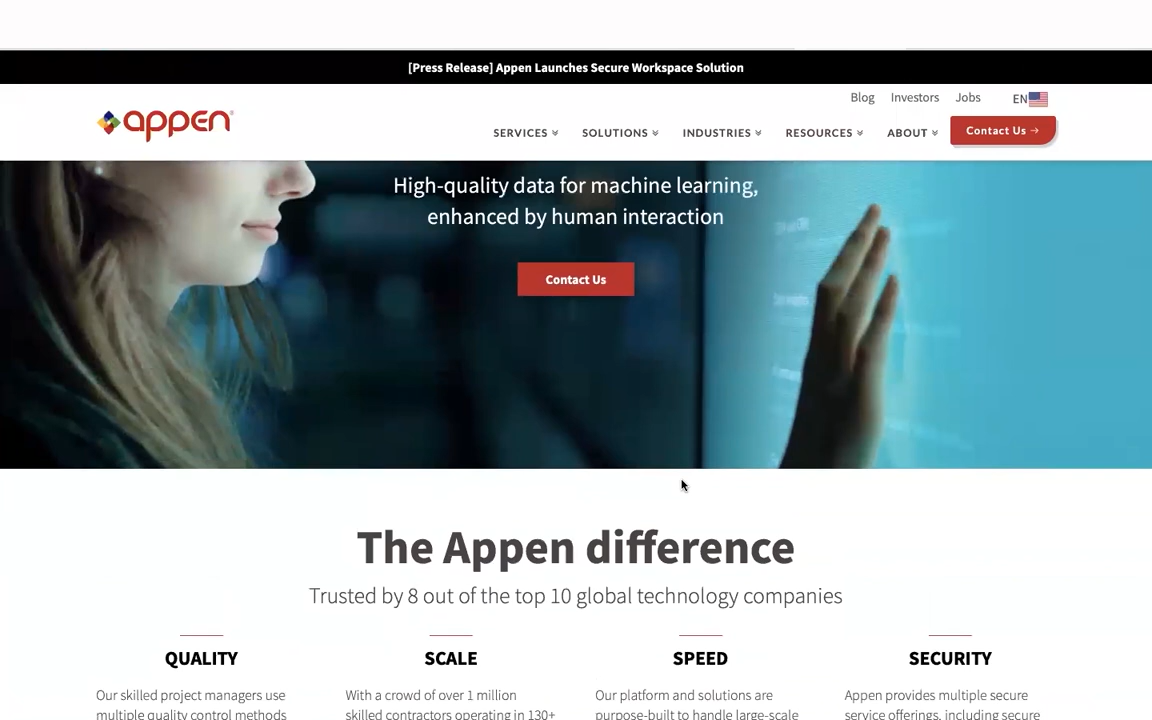 [Press Release] Appen Launches Secure Workspace Solution
Blog Investors Jobs EN
appen
SERVICES SOLUTIONS INDUSTRIES RESOURCES ABOUT Contact Us →
High-quality data for machine learning,
enhanced by human interaction
Contact Us
The Appen difference
Trusted by 8 out of the top 10 global technology companies
QUALITY SCALE SPEED SECURITY
Our skilled project managers use With a crowd of over 1 million Our platform and solutions are Appen provides multiple secure
multiple quality control methods skilled contractors operating in 130+ purpose-built to handle large-scale service offerings, including secure